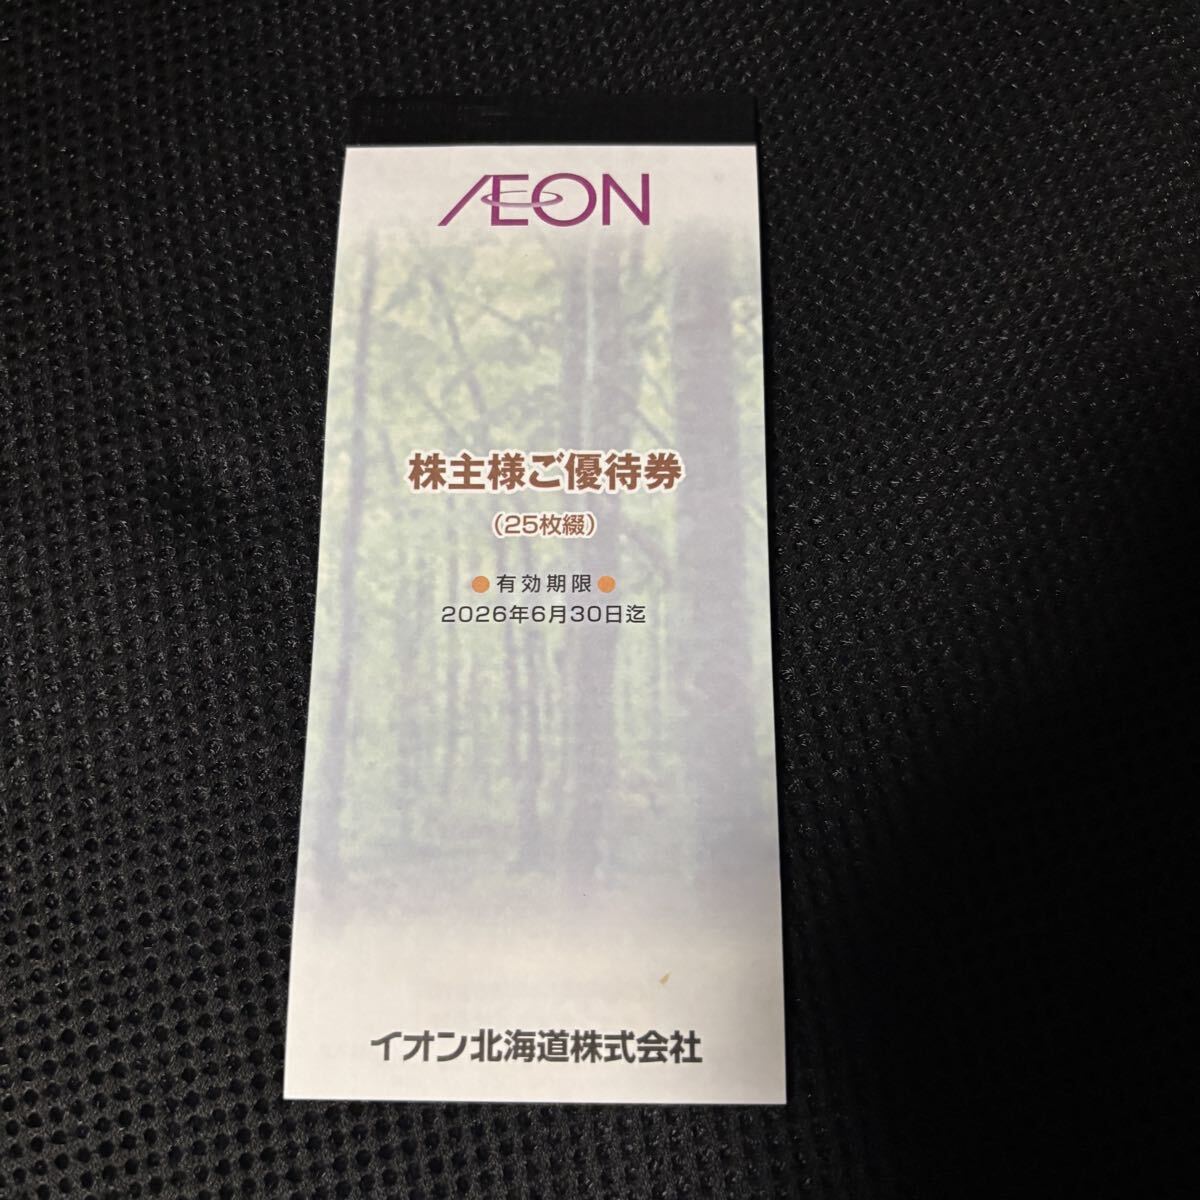 ÆON
株主様ご優待券
（25枚綴）
●有効期限●
2026年6月30日迄
イオン北海道株式会社